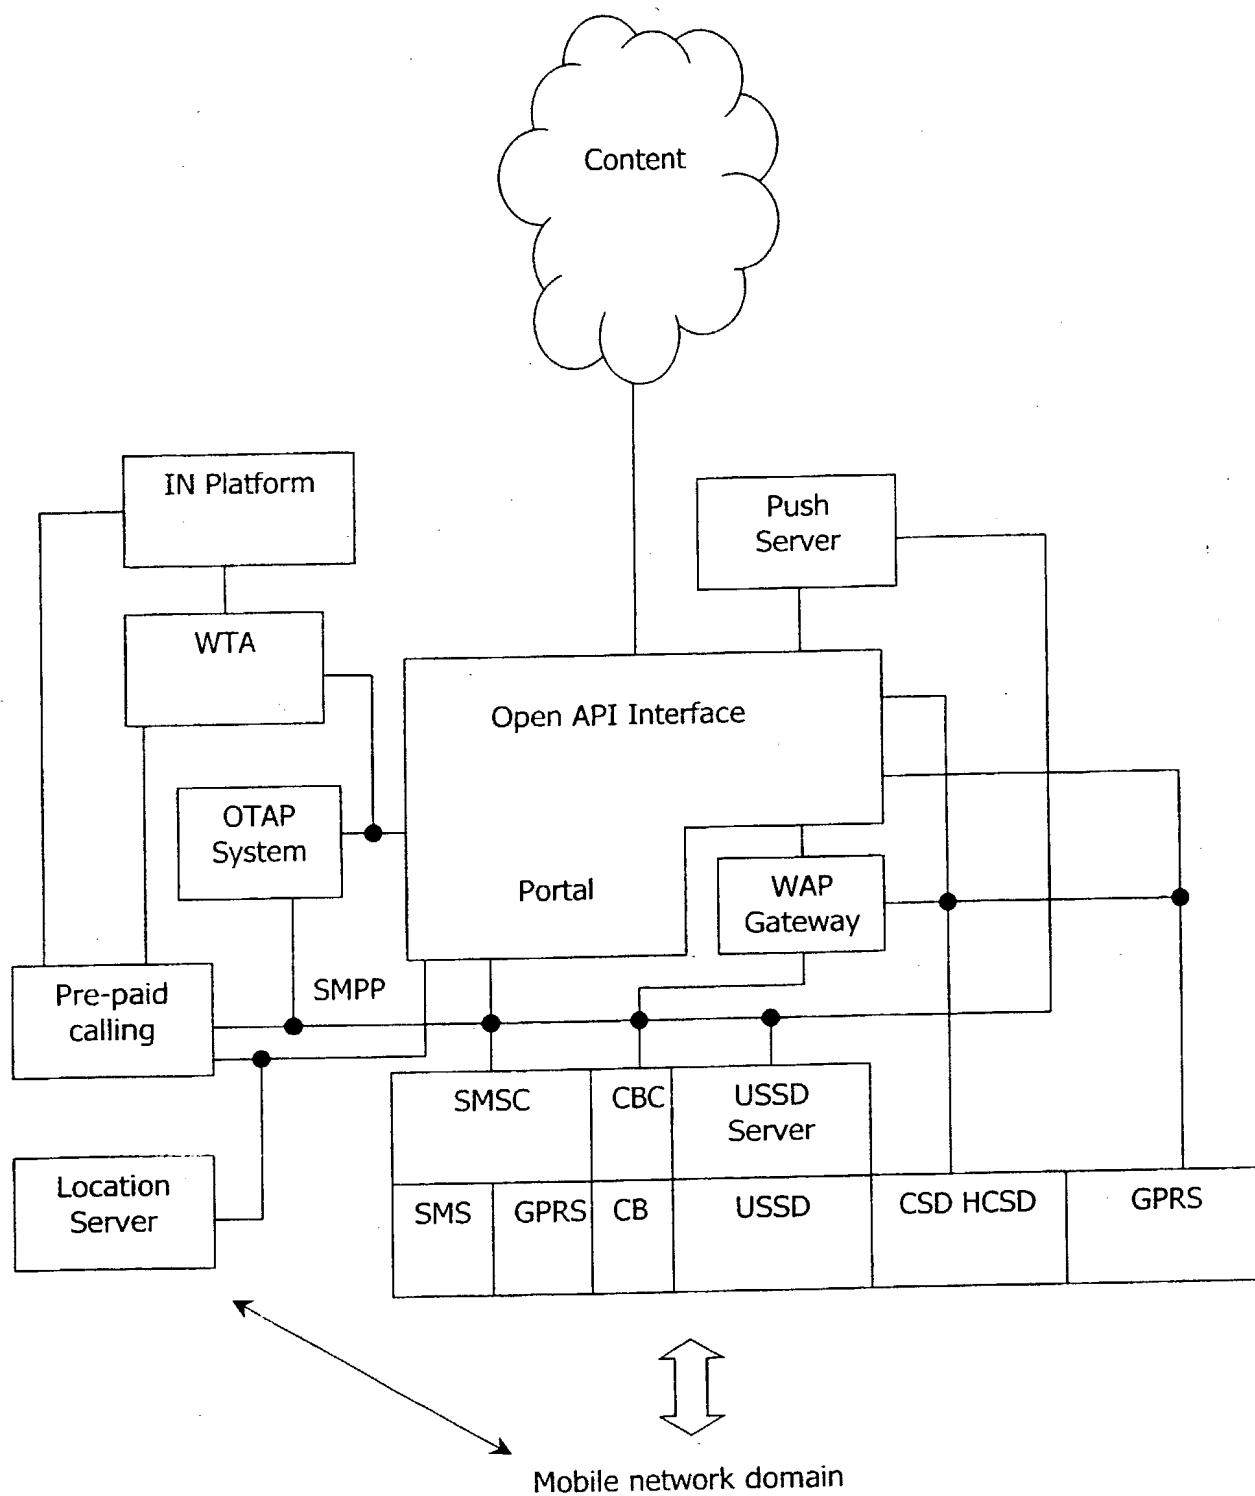 Content
IN Platform
Push
Server
WTA
Open API Interface
OTAP
System
Portal
WAP
Gateway
Pre-paid
calling
SMPP
SMSC
CBC
USSD
Server
Location
Server
SMS
GPRS
CB
USSD
CSD HCSD
GPRS
Mobile network domain